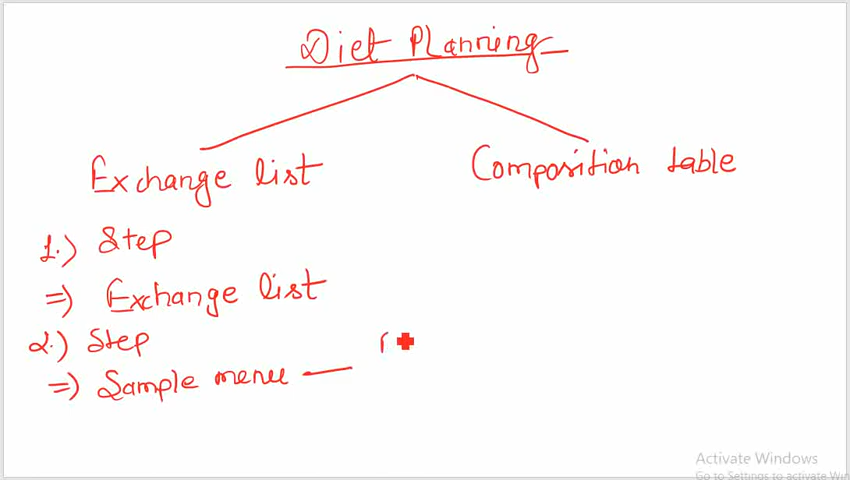 Diet Planning
Exchange list
Composition table
1.) Step
=) Exchange list
2.) Step
=) Sample menu —
Activate Windows
Go to Settings to activate Win